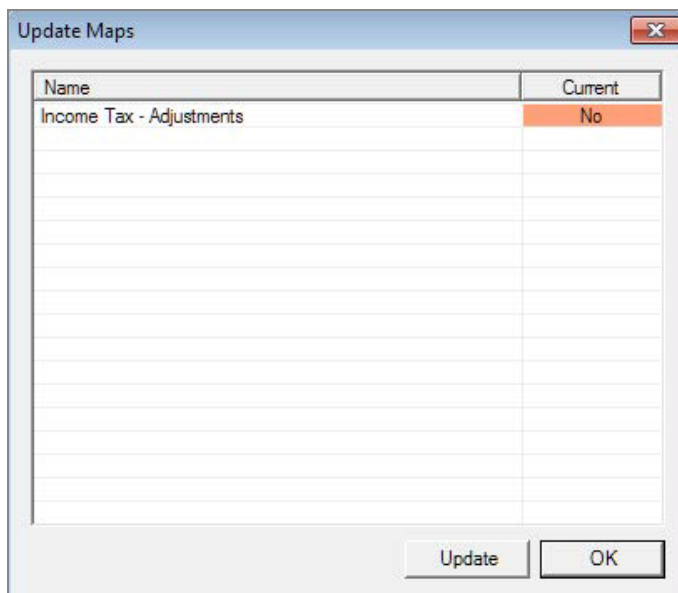 Update Maps
Name Current
Income Tax - Adjustments No
Update OK